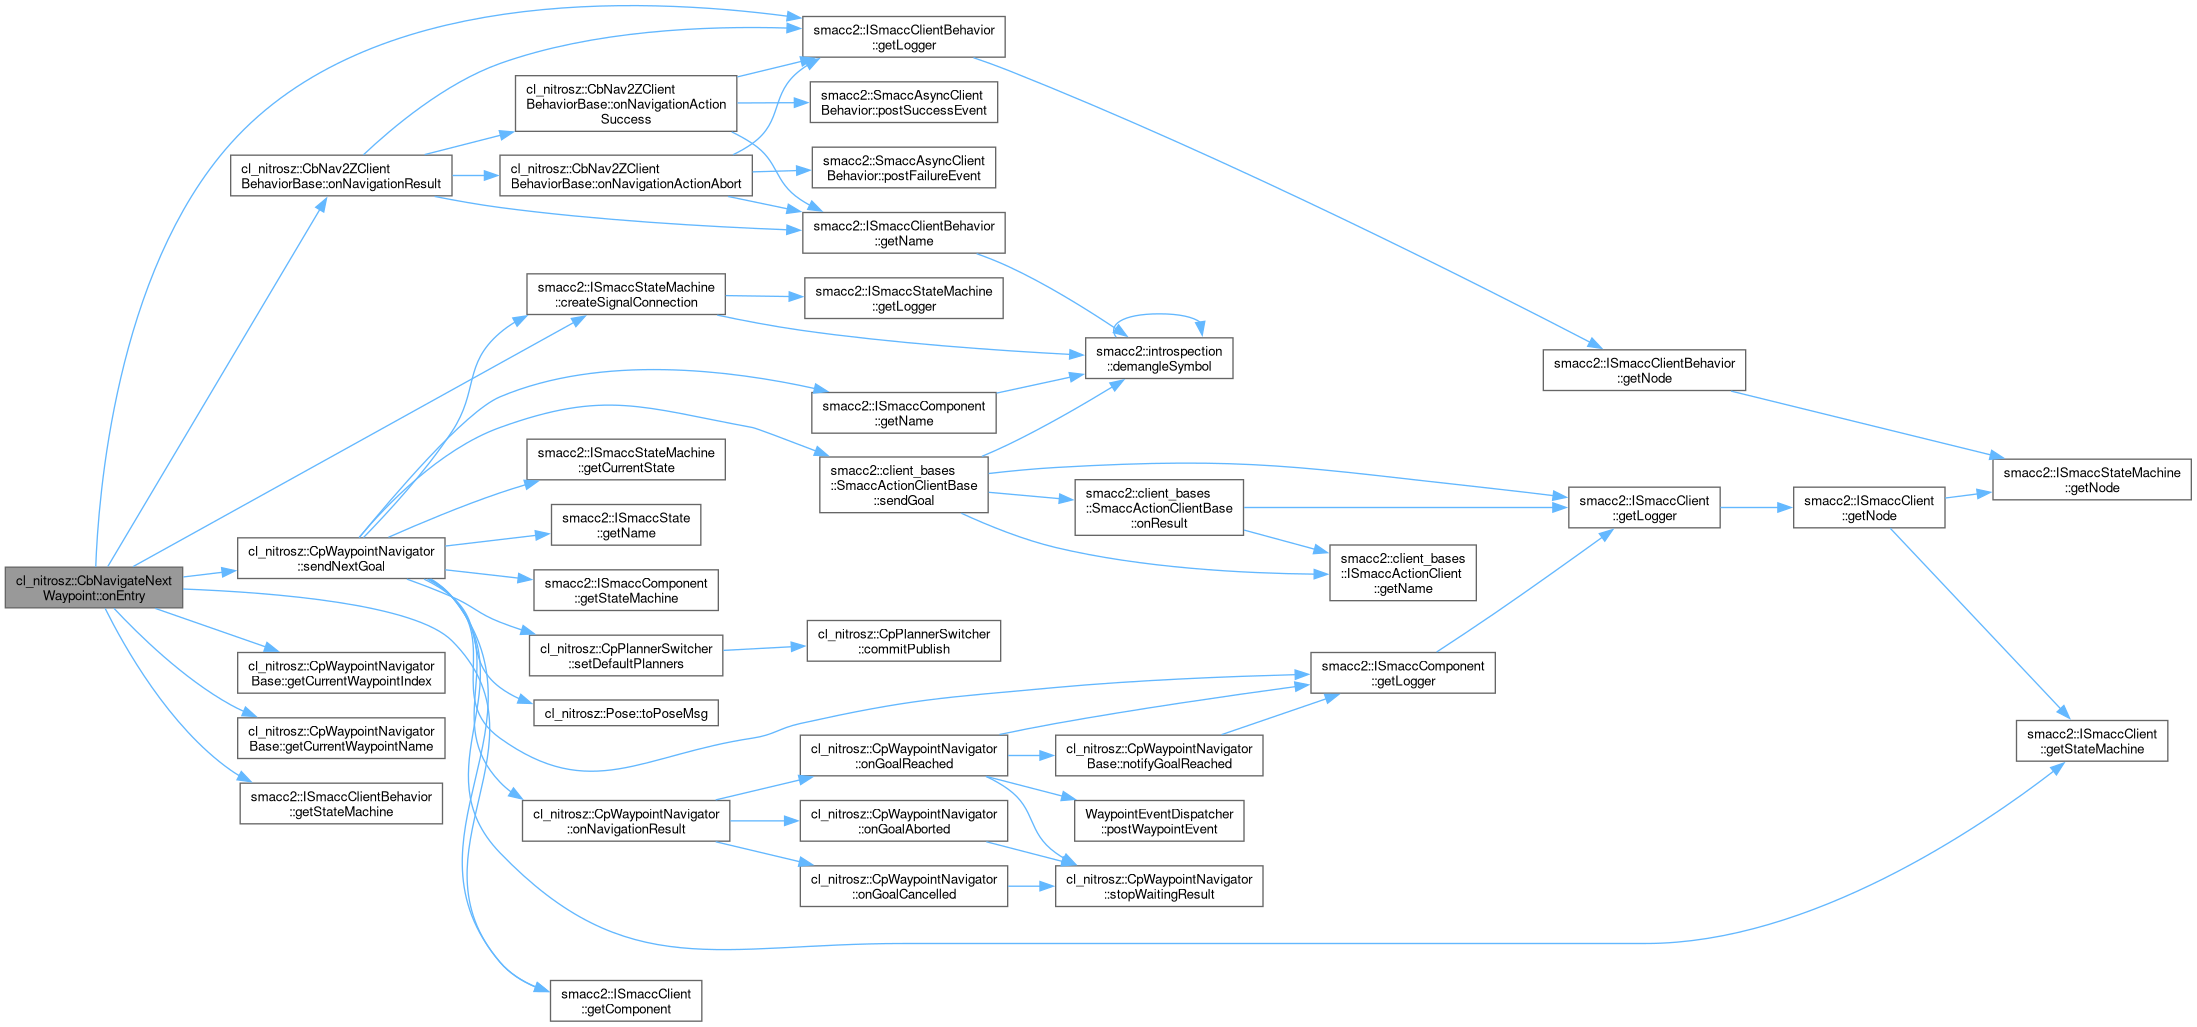 cl_nitrosz::CbNavigateNext
Waypoint::onEntry
cl_nitrosz::CbNav2ZClient
BehaviorBase::onNavigationResult
cl_nitrosz::CpWaypointNavigator
::sendNextGoal
cl_nitrosz::CpWaypointNavigator
Base::getCurrentWaypointIndex
cl_nitrosz::CpWaypointNavigator
Base::getCurrentWaypointName
smacc2::ISmaccClientBehavior
::getStateMachine
cl_nitrosz::CbNav2ZClient
BehaviorBase::onNavigationAction
Success
cl_nitrosz::CbNav2ZClient
BehaviorBase::onNavigationActionAbort
smacc2::ISmaccStateMachine
::createSignalConnection
smacc2::ISmaccStateMachine
::getCurrentState
smacc2::ISmaccState
::getName
smacc2::ISmaccComponent
::getStateMachine
cl_nitrosz::CpPlannerSwitcher
::setDefaultPlanners
cl_nitrosz::Pose::toPoseMsg
cl_nitrosz::CpWaypointNavigator
::onNavigationResult
smacc2::ISmaccClient
::getComponent
smacc2::ISmaccClientBehavior
::getLogger
smacc2::SmaccAsyncClient
Behavior::postSuccessEvent
smacc2::SmaccAsyncClient
Behavior::postFailureEvent
smacc2::ISmaccClientBehavior
::getName
smacc2::ISmaccStateMachine
::getLogger
smacc2::ISmaccComponent
::getName
smacc2::client_bases
::SmaccActionClientBase
::sendGoal
cl_nitrosz::CpPlannerSwitcher
::commitPublish
cl_nitrosz::CpWaypointNavigator
::onGoalReached
cl_nitrosz::CpWaypointNavigator
::onGoalAborted
cl_nitrosz::CpWaypointNavigator
::onGoalCancelled
smacc2::introspection
::demangleSymbol
smacc2::client_bases
::SmaccActionClientBase
::onResult
cl_nitrosz::CpWaypointNavigator
Base::notifyGoalReached
WaypointEventDispatcher
::postWaypointEvent
cl_nitrosz::CpWaypointNavigator
::stopWaitingResult
smacc2::client_bases
::ISmaccActionClient
::getName
smacc2::ISmaccComponent
::getLogger
smacc2::ISmaccClientBehavior
::getNode
smacc2::ISmaccClient
::getLogger
smacc2::ISmaccClient
::getNode
smacc2::ISmaccStateMachine
::getNode
smacc2::ISmaccClient
::getStateMachine